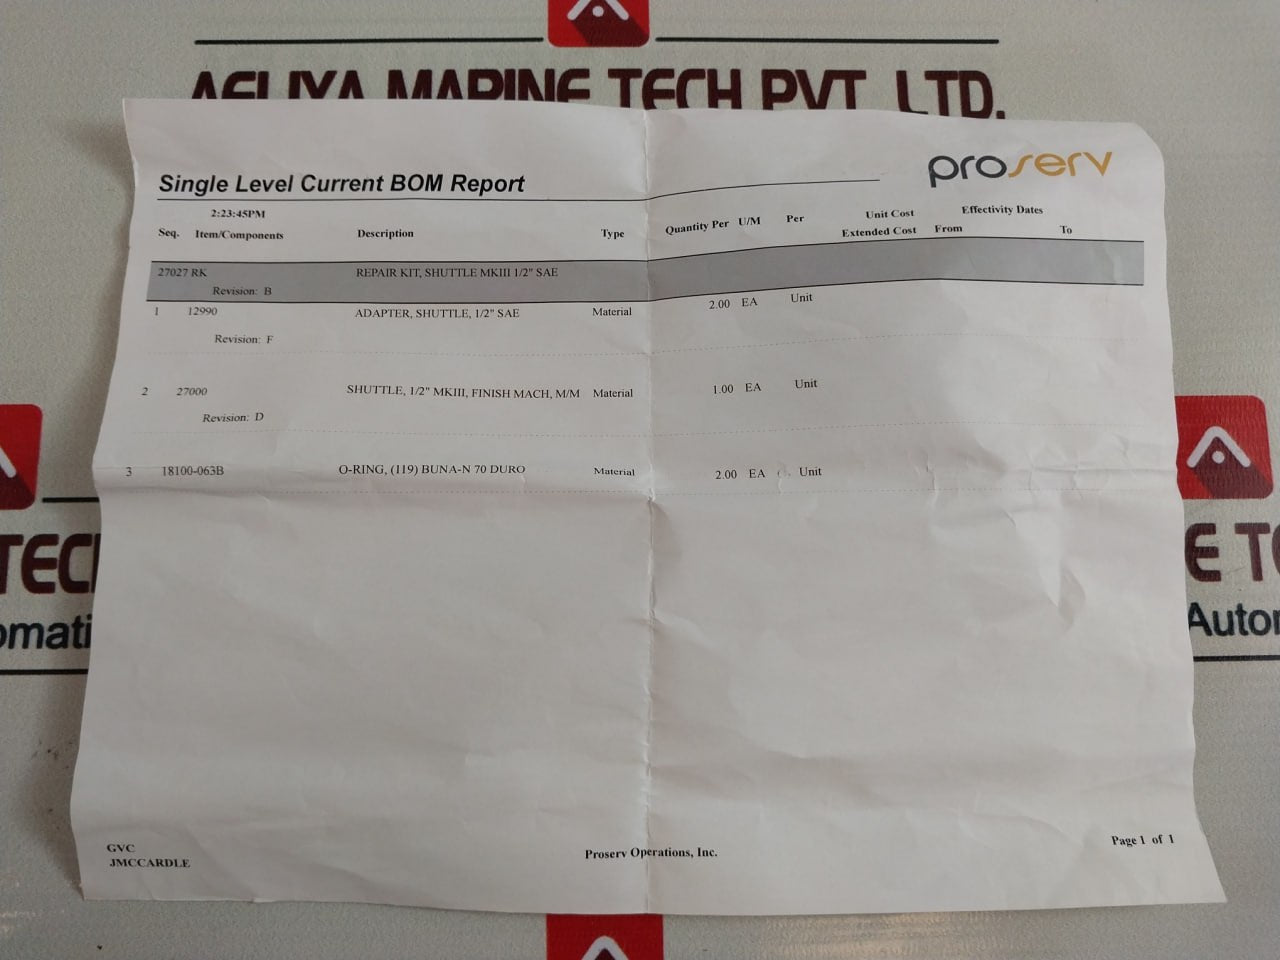 AELIYA MARINE TECH PVT. LTD.
proserv
Single Level Current BOM Report
2:23:45PM
Seq. Item/Components Description Type Quantity Per U/M Per Unit Cost Extended Cost Effectivity Dates From To
27027 RK REPAIR KIT, SHUTTLE MKIII 1/2" SAE
Revision: B
1 12990 ADAPTER, SHUTTLE, 1/2" SAE Material 2.00 EA Unit
Revision: F
2 27000 SHUTTLE, 1/2" MKIII, FINISH MACH, M/M Material 1.00 EA Unit
Revision: D
3 18100-063B O-RING, (119) BUNA-N 70 DURO Material 2.00 EA Unit
TECH
omati
E TE
Autom
GVC
JMCCARDLE
Proserv Operations, Inc.
Page 1 of 1